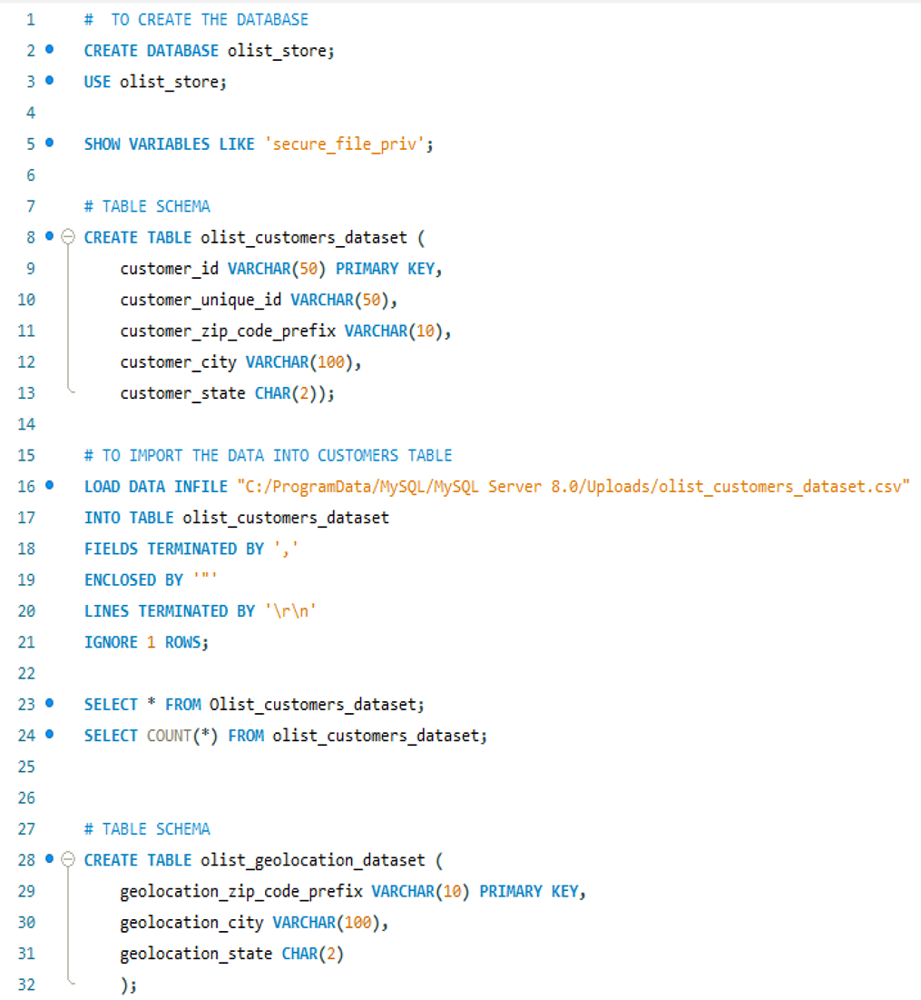 1 #  TO CREATE THE DATABASE
2 CREATE DATABASE olist_store;
3 USE olist_store;
4
5 SHOW VARIABLES LIKE 'secure_file_priv';
6
7 # TABLE SCHEMA
8 CREATE TABLE olist_customers_dataset (
9 customer_id VARCHAR(50) PRIMARY KEY,
10 customer_unique_id VARCHAR(50),
11 customer_zip_code_prefix VARCHAR(10),
12 customer_city VARCHAR(100),
13 customer_state CHAR(2));
14
15 # TO IMPORT THE DATA INTO CUSTOMERS TABLE
16 LOAD DATA INFILE "C:/ProgramData/MySQL/MySQL Server 8.0/Uploads/olist_customers_dataset.csv"
17 INTO TABLE olist_customers_dataset
18 FIELDS TERMINATED BY ','
19 ENCLOSED BY '"'
20 LINES TERMINATED BY '\r\n'
21 IGNORE 1 ROWS;
22
23 SELECT * FROM Olist_customers_dataset;
24 SELECT COUNT(*) FROM olist_customers_dataset;
25
26
27 # TABLE SCHEMA
28 CREATE TABLE olist_geolocation_dataset (
29 geolocation_zip_code_prefix VARCHAR(10) PRIMARY KEY,
30 geolocation_city VARCHAR(100),
31 geolocation_state CHAR(2)
32 );